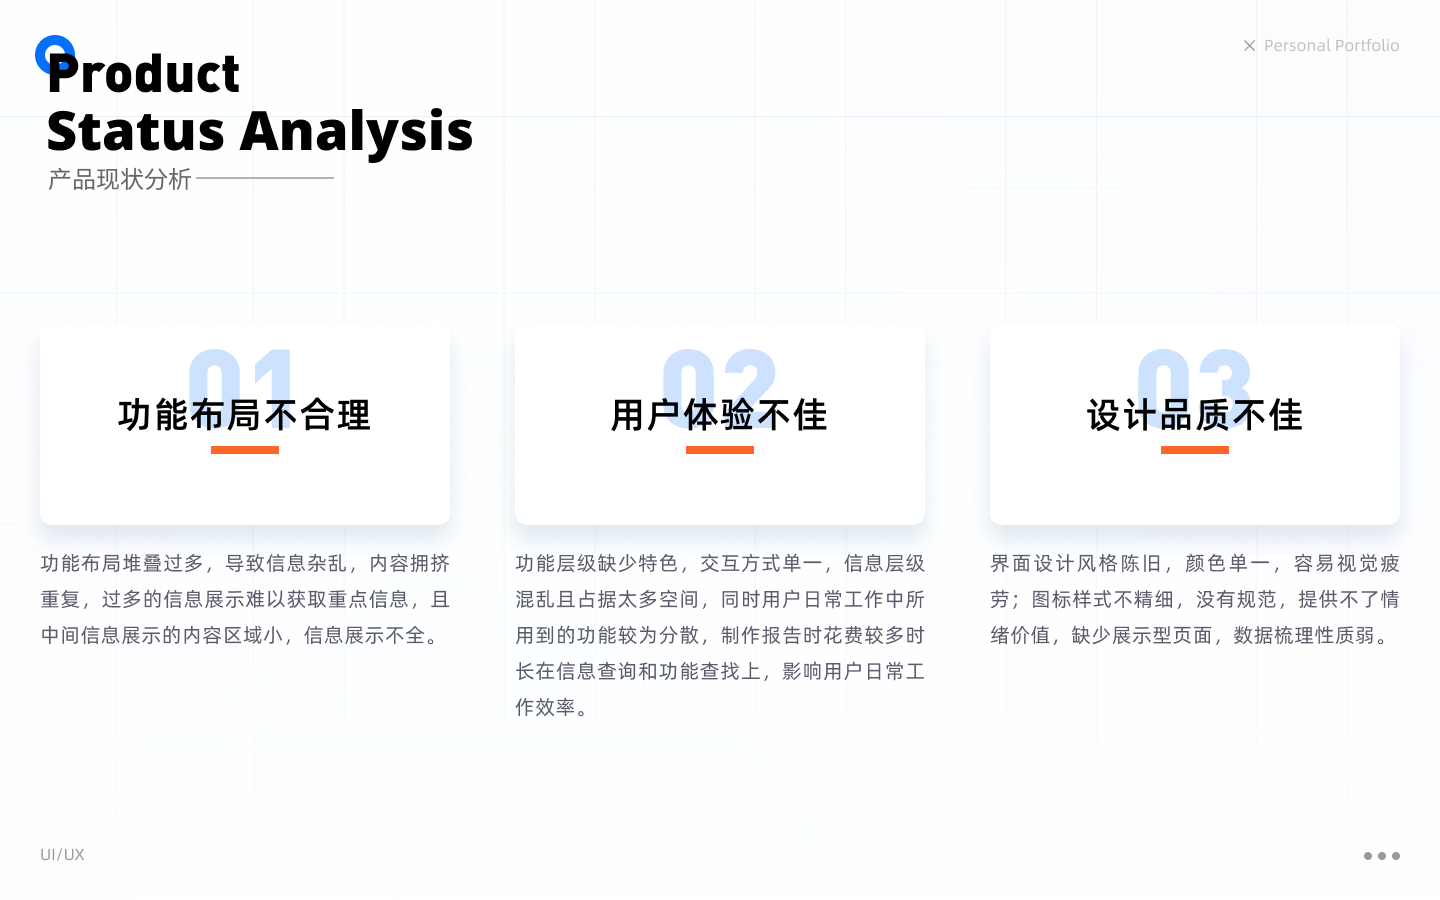 Product
Status Analysis
产品现状分析
Personal Portfolio
01
功能布局不合理
功能布局堆叠过多，导致信息杂乱，内容拥挤
重复，过多的信息展示难以获取重点信息，且
中间信息展示的内容区域小，信息展示不全。
02
用户体验不佳
功能层级缺少特色，交互方式单一，信息层级
混乱且占据太多空间，同时用户日常工作中所
用到的功能较为分散，制作报告时花费较多时
长在信息查询和功能查找上，影响用户日常工
作效率。
03
设计品质不佳
界面设计风格陈旧，颜色单一，容易视觉疲
劳；图标样式不精细，没有规范，提供不了情
绪价值，缺少展示型页面，数据梳理性质弱。
UI/UX